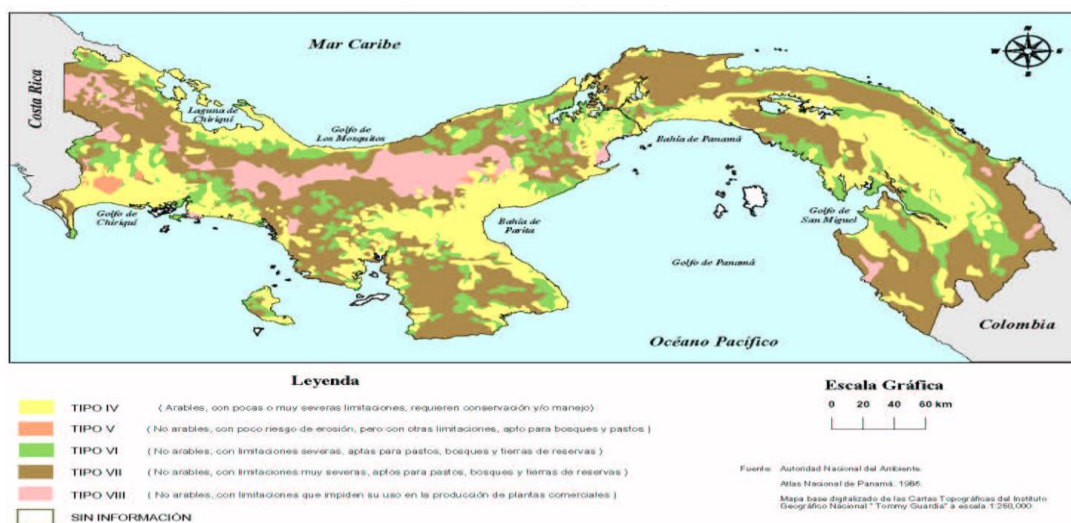 Mar Caribe
N
W E
S
Costa Rica
Laguna de
Chiriquí
Golfo de
Los Mosquitos
Bahía de Panamá
Golfo de
Chiriquí
Bahía de
Parita
Golfo de
San Miguel
Golfo de Panamá
Colombia
Océano Pacífico
Leyenda
TIPO IV ( Arables, con pocas o muy severas limitaciones, requieren conservación y/o manejo)
TIPO V ( No arables, con poco riesgo de erosión, pero con otras limitaciones, apto para bosques y pastos )
TIPO VI ( No arables, con limitaciones severas, aptas para pastos, bosques y tierras de reservas )
TIPO VII ( No arables, con limitaciones muy severas, aptos para pastos, bosques y tierras de reservas )
TIPO VIII ( No arables, con limitaciones que impiden su uso en la producción de plantas comerciales )
SIN INFORMACIÓN
Escala Gráfica
0 20 40 60 km
Fuente: Autoridad Nacional del Ambiente.
Atlas Nacional de Panamá.
Mapa base digitalizado de las Cartas Topográficas del Instituto
Geográfico Nacional " Tommy Guardia" a escala 1:250,000